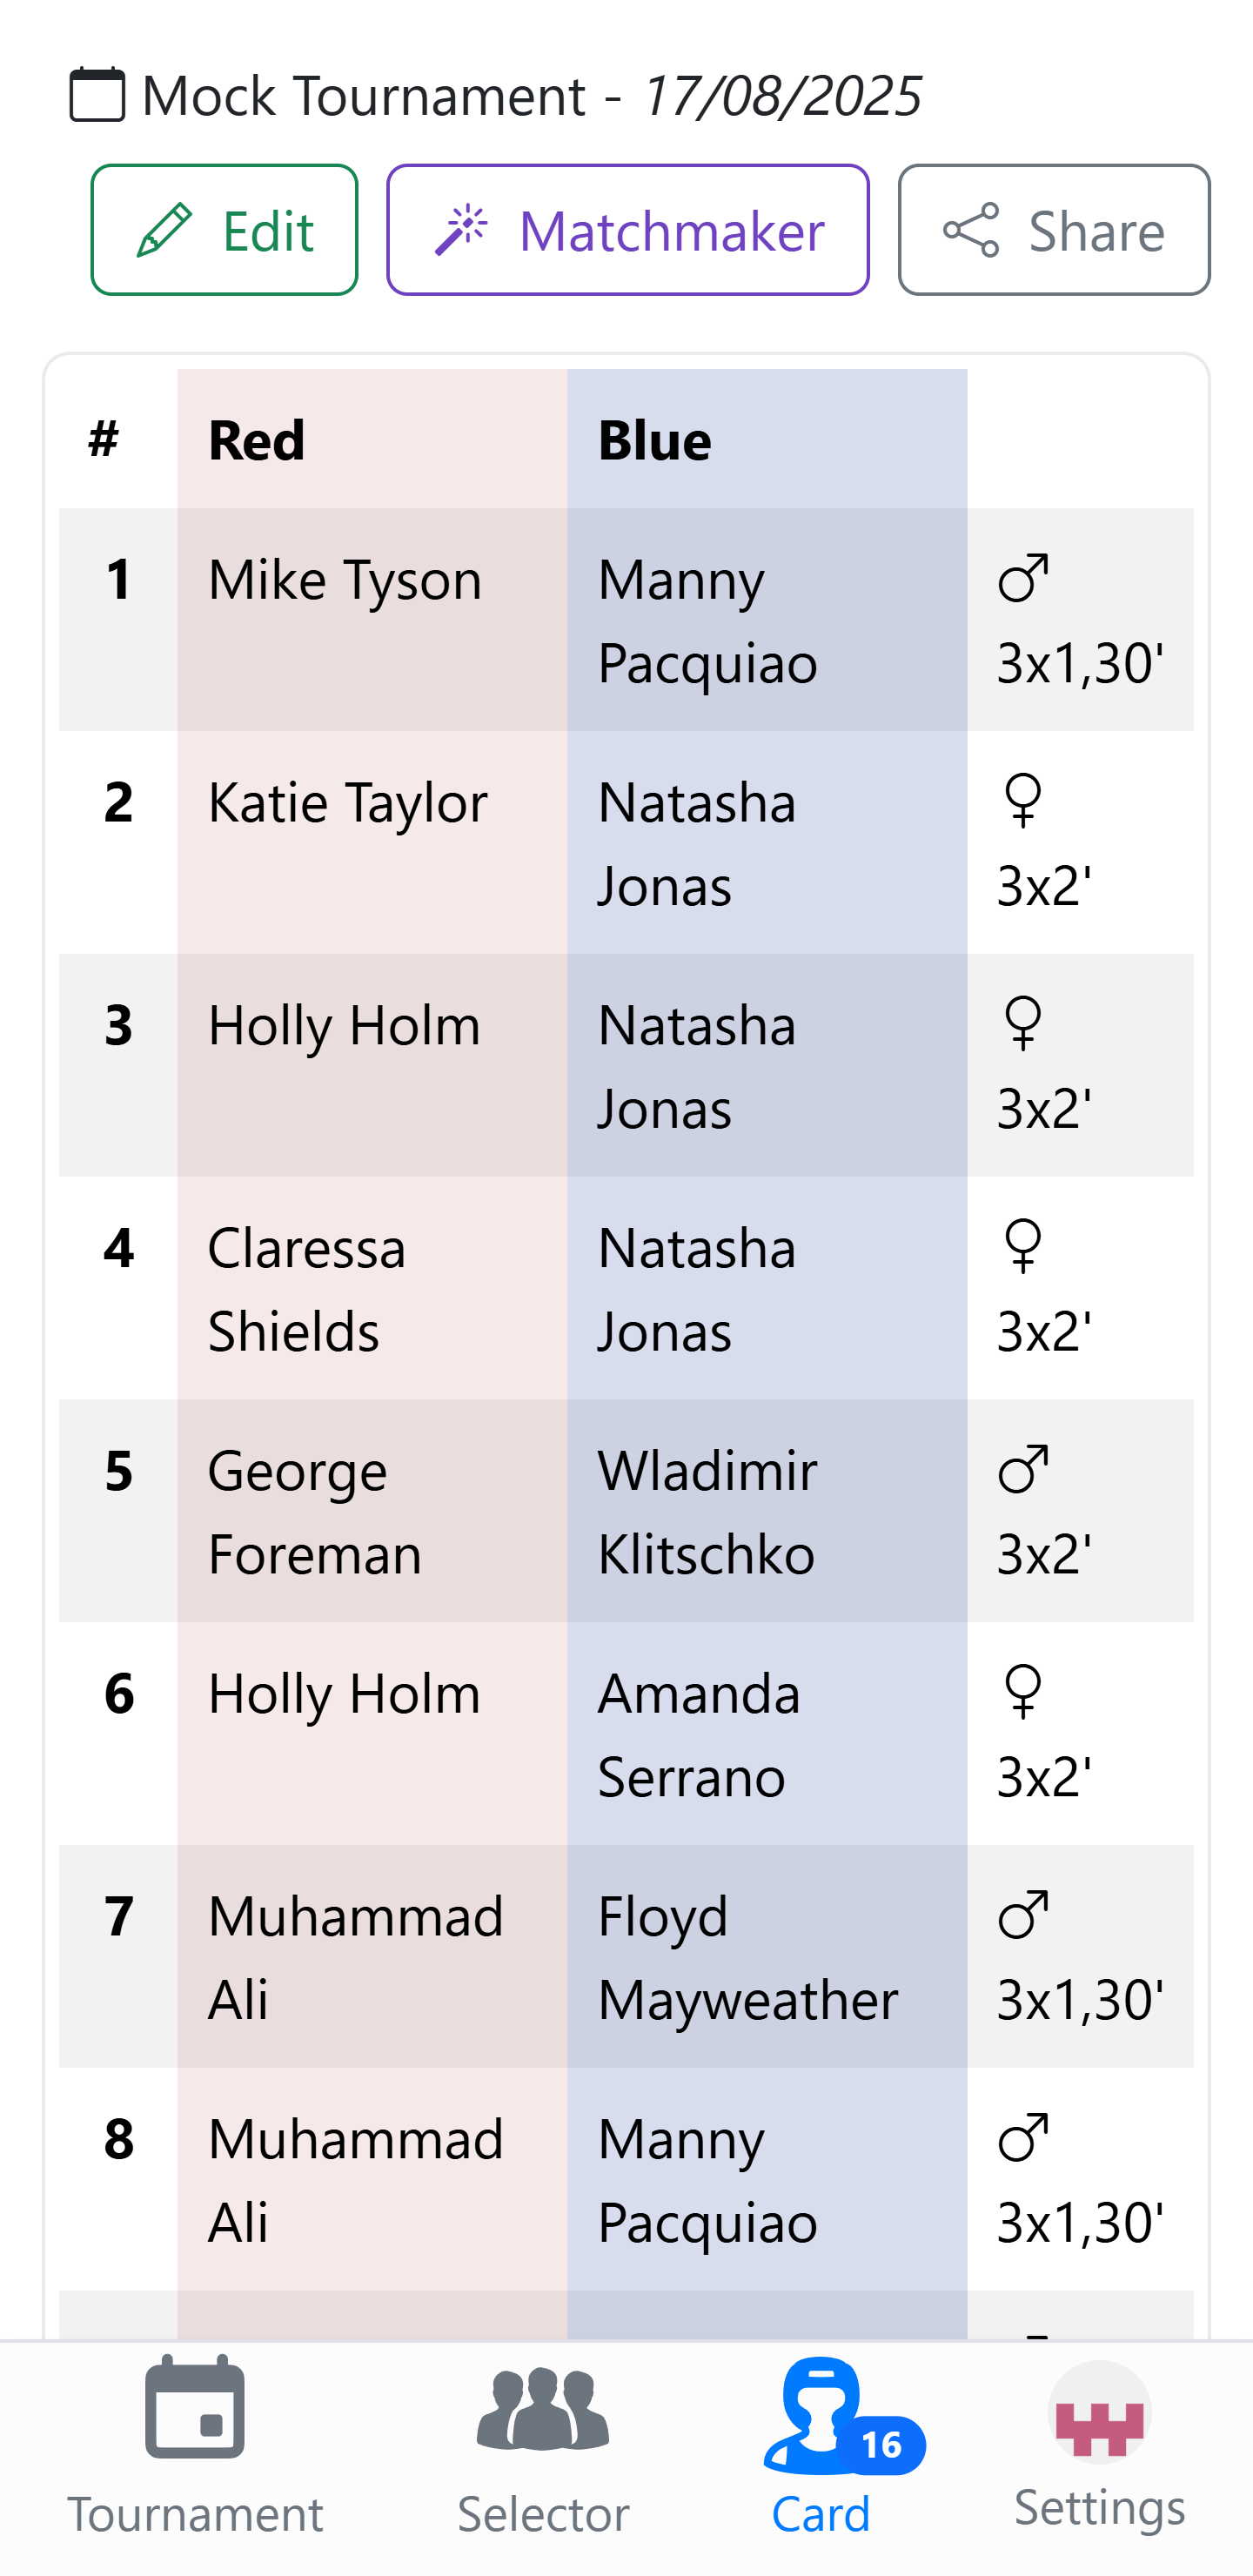 Mock Tournament - 17/08/2025
Edit
Matchmaker
Share
# Red Blue
1 Mike Tyson Manny Pacquiao ♂ 3x1,30'
2 Katie Taylor Natasha Jonas ♀ 3x2'
3 Holly Holm Natasha Jonas ♀ 3x2'
4 Claressa Shields Natasha Jonas ♀ 3x2'
5 George Foreman Wladimir Klitschko ♂ 3x2'
6 Holly Holm Amanda Serrano ♀ 3x2'
7 Muhammad Ali Floyd Mayweather ♂ 3x1,30'
8 Muhammad Ali Manny Pacquiao ♂ 3x1,30'
16
Tournament Selector Card Settings